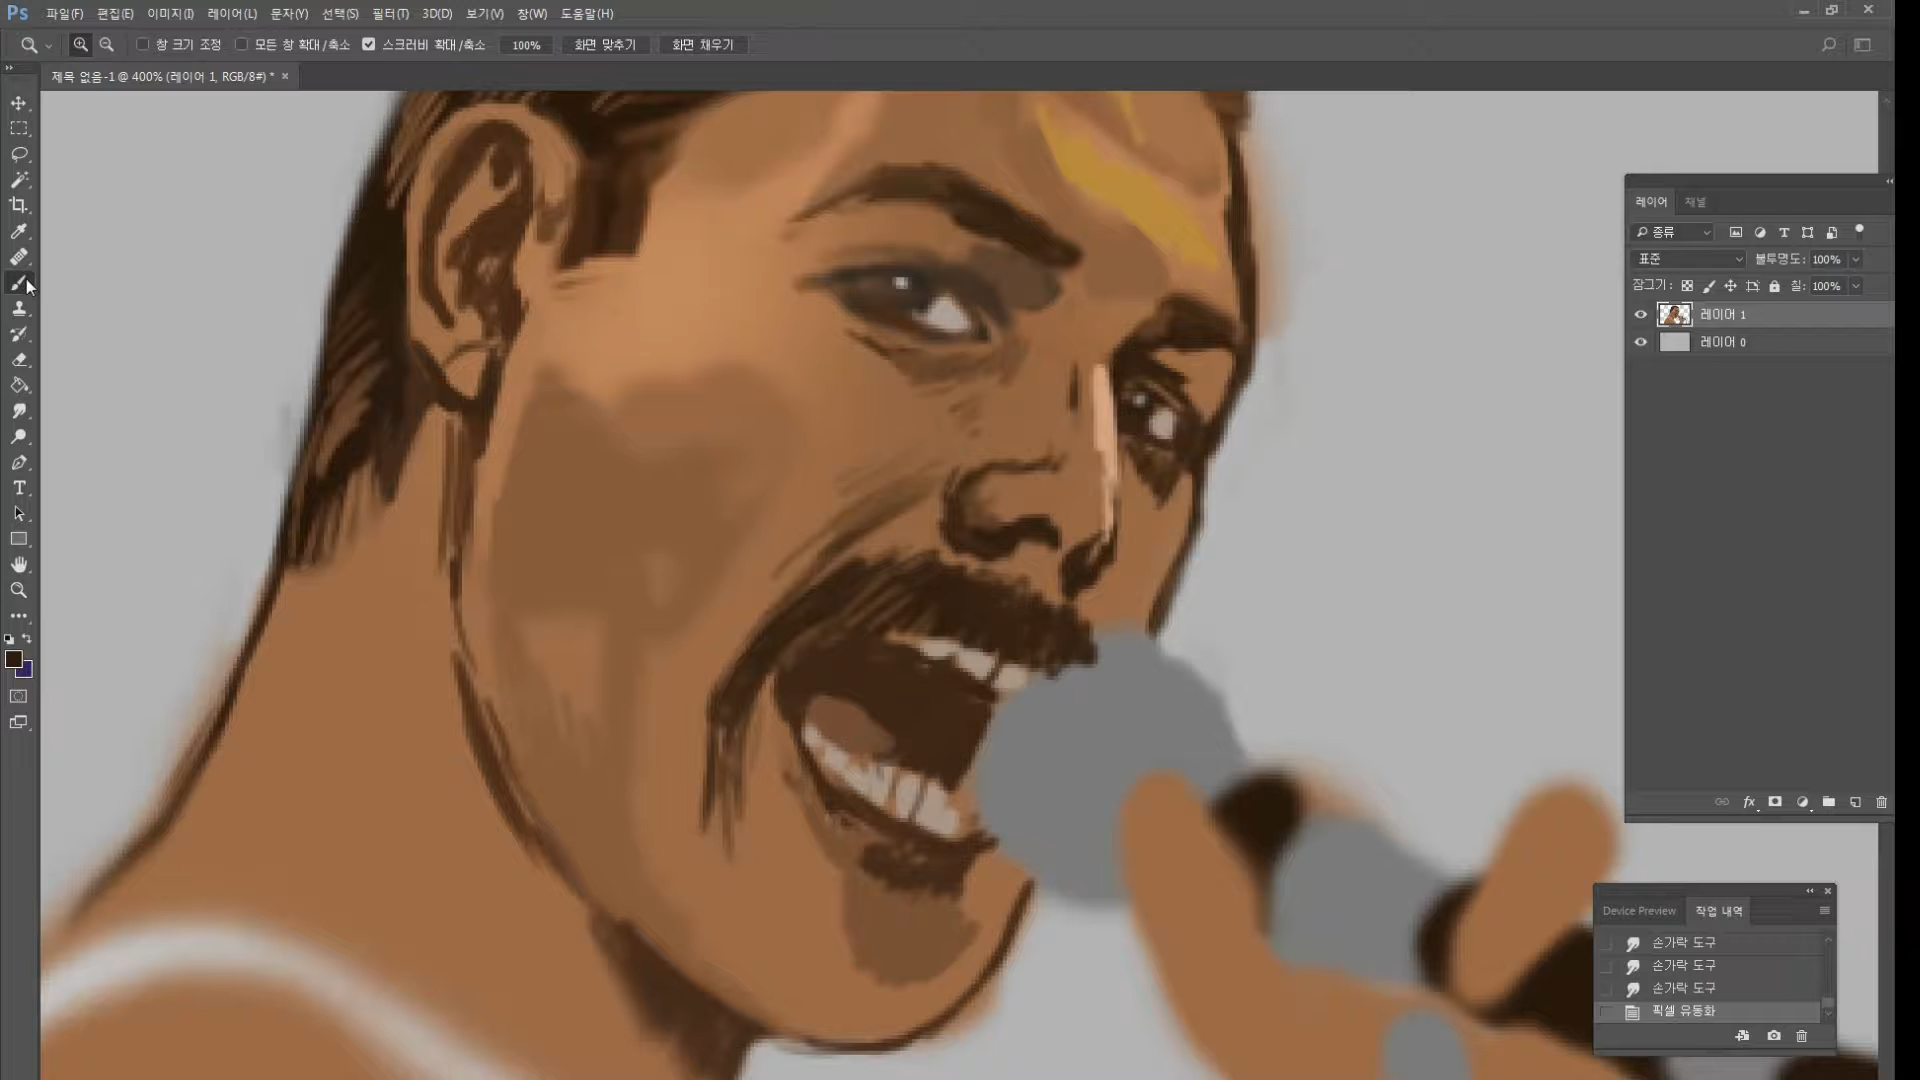 Ps 파일(F) 편집(E) 이미지(I) 레이어(L) 문자(Y) 선택(S) 필터(T) 3D(D) 보기(V) 창(W) 도움말(H)
창 크기 조정 모든 창 확대/축소 스크러비 확대/축소 100% 화면 맞추기 화면 채우기
제목 없음-1 @ 400% (레이어 1, RGB/8#) *
레이어 채널
종류
표준 불투명도: 100%
잠그기: 칠: 100%
레이어 1
레이어 0
fx
Device Preview 작업 내역
손가락 도구
손가락 도구
손가락 도구
픽셀 유동화